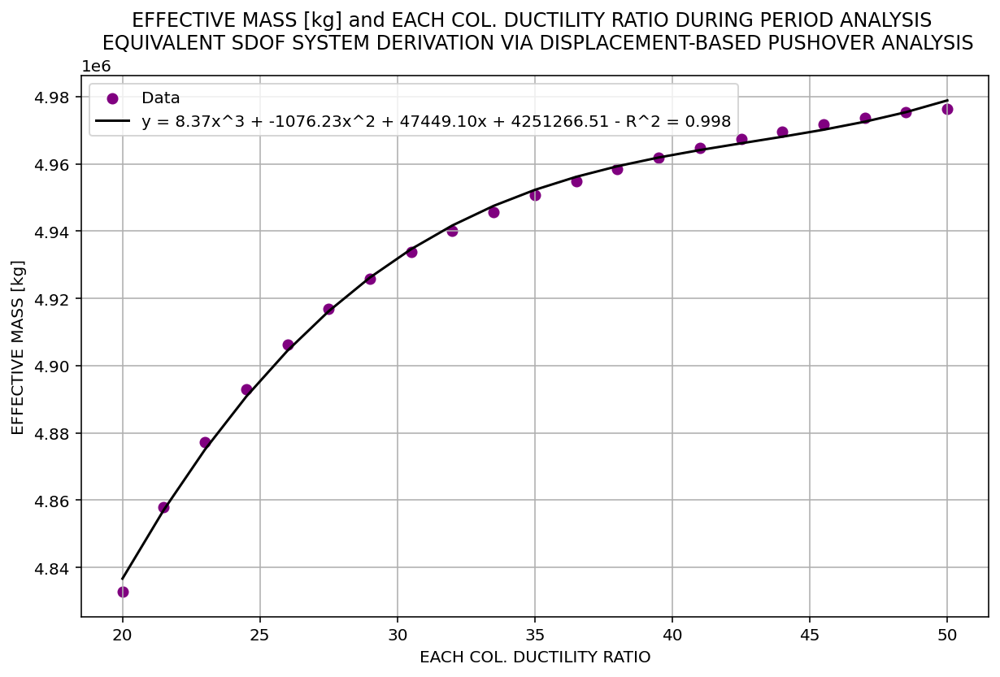 EFFECTIVE MASS [kg] and EACH COL. DUCTILITY RATIO DURING PERIOD ANALYSIS
EQUIVALENT SDOF SYSTEM DERIVATION VIA DISPLACEMENT-BASED PUSHOVER ANALYSIS
1e6
Data
y = 8.37x^3 + -1076.23x^2 + 47449.10x + 4251266.51 - R^2 = 0.998
4.98
4.96
4.94
4.92
4.90
4.88
4.86
4.84
EFFECTIVE MASS [kg]
20 25 30 35 40 45 50
EACH COL. DUCTILITY RATIO